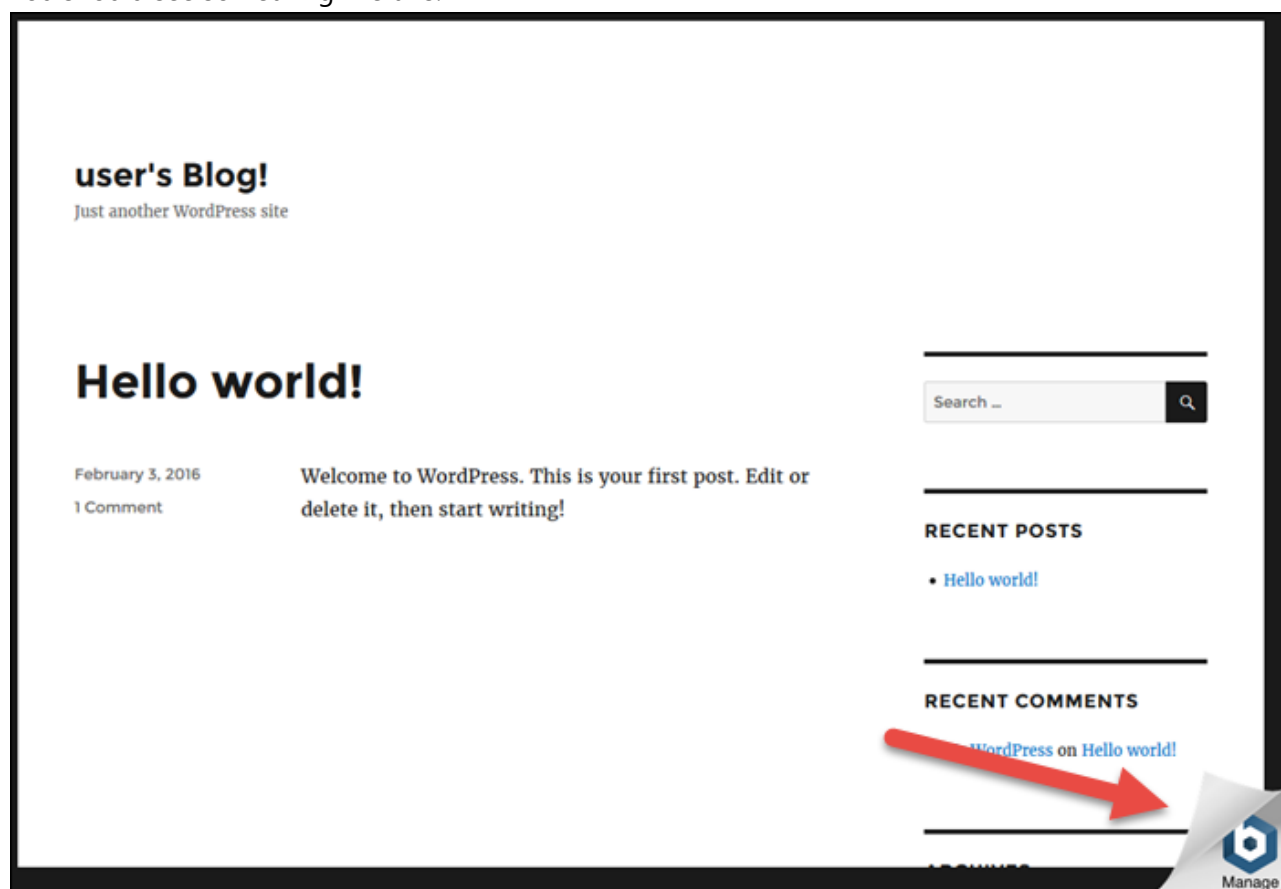 user's Blog!
Just another WordPress site
Hello world!
February 3, 2016
1 Comment
Welcome to WordPress. This is your first post. Edit or
delete it, then start writing!
Search …
RECENT POSTS
Hello world!
RECENT COMMENTS
WordPress on Hello world!
Manage